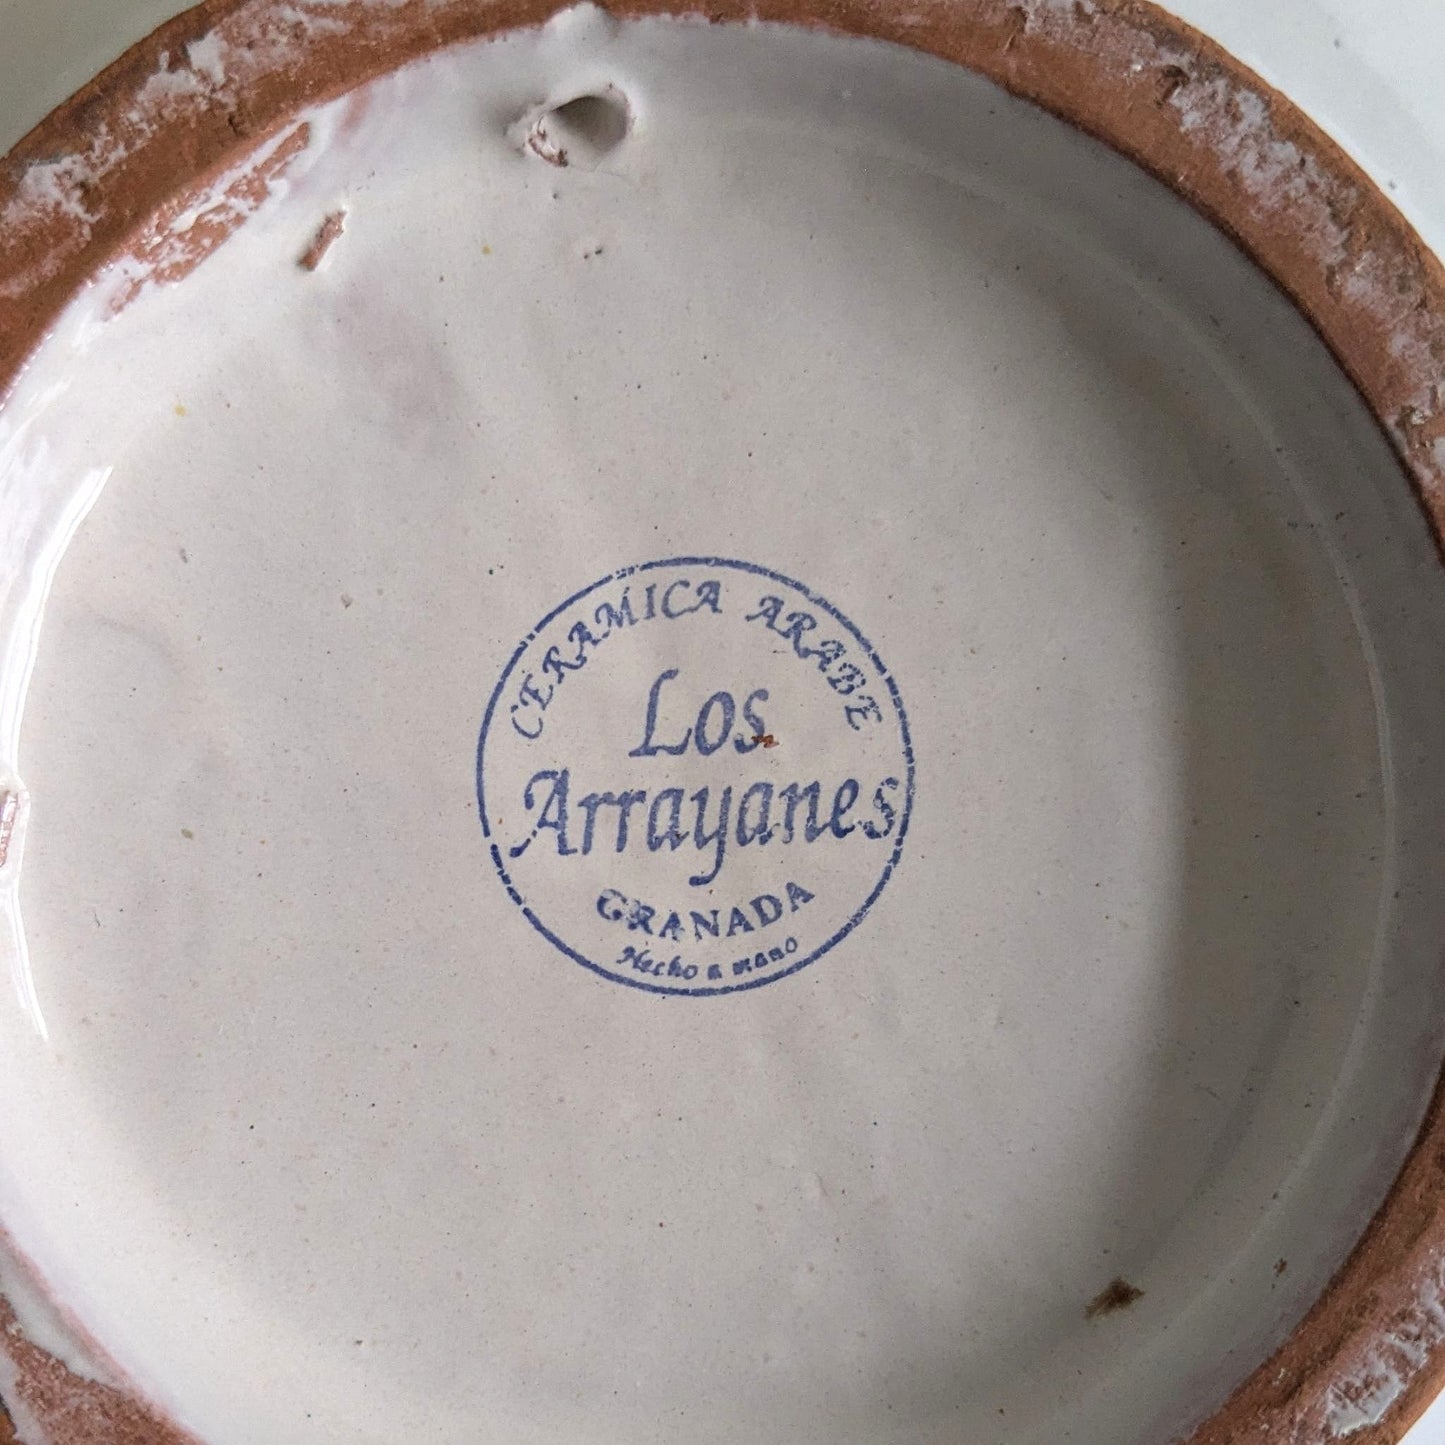 CERAMICA ARABE
Los
Arrayanes
GRANADA
Hecho a mano